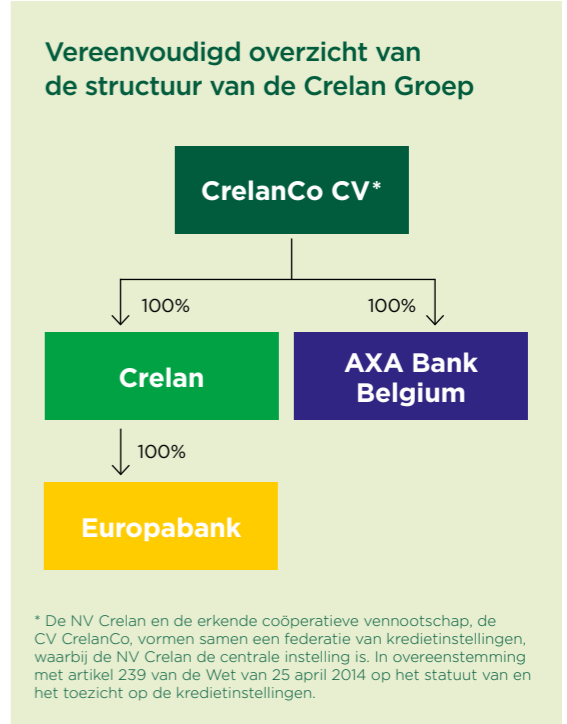 Vereenvoudigd overzicht van
de structuur van de Crelan Groep
CrelanCo CV*
100%
100%
Crelan
AXA Bank
Belgium
100%
Europabank
* De NV Crelan en de erkende coöperatieve vennootschap, de
CV CrelanCo, vormen samen een federatie van kredietinstellingen,
waarbij de NV Crelan de centrale instelling is. In overeenstemming
met artikel 239 van de Wet van 25 april 2014 op het statuut van en
het toezicht op de kredietinstellingen.